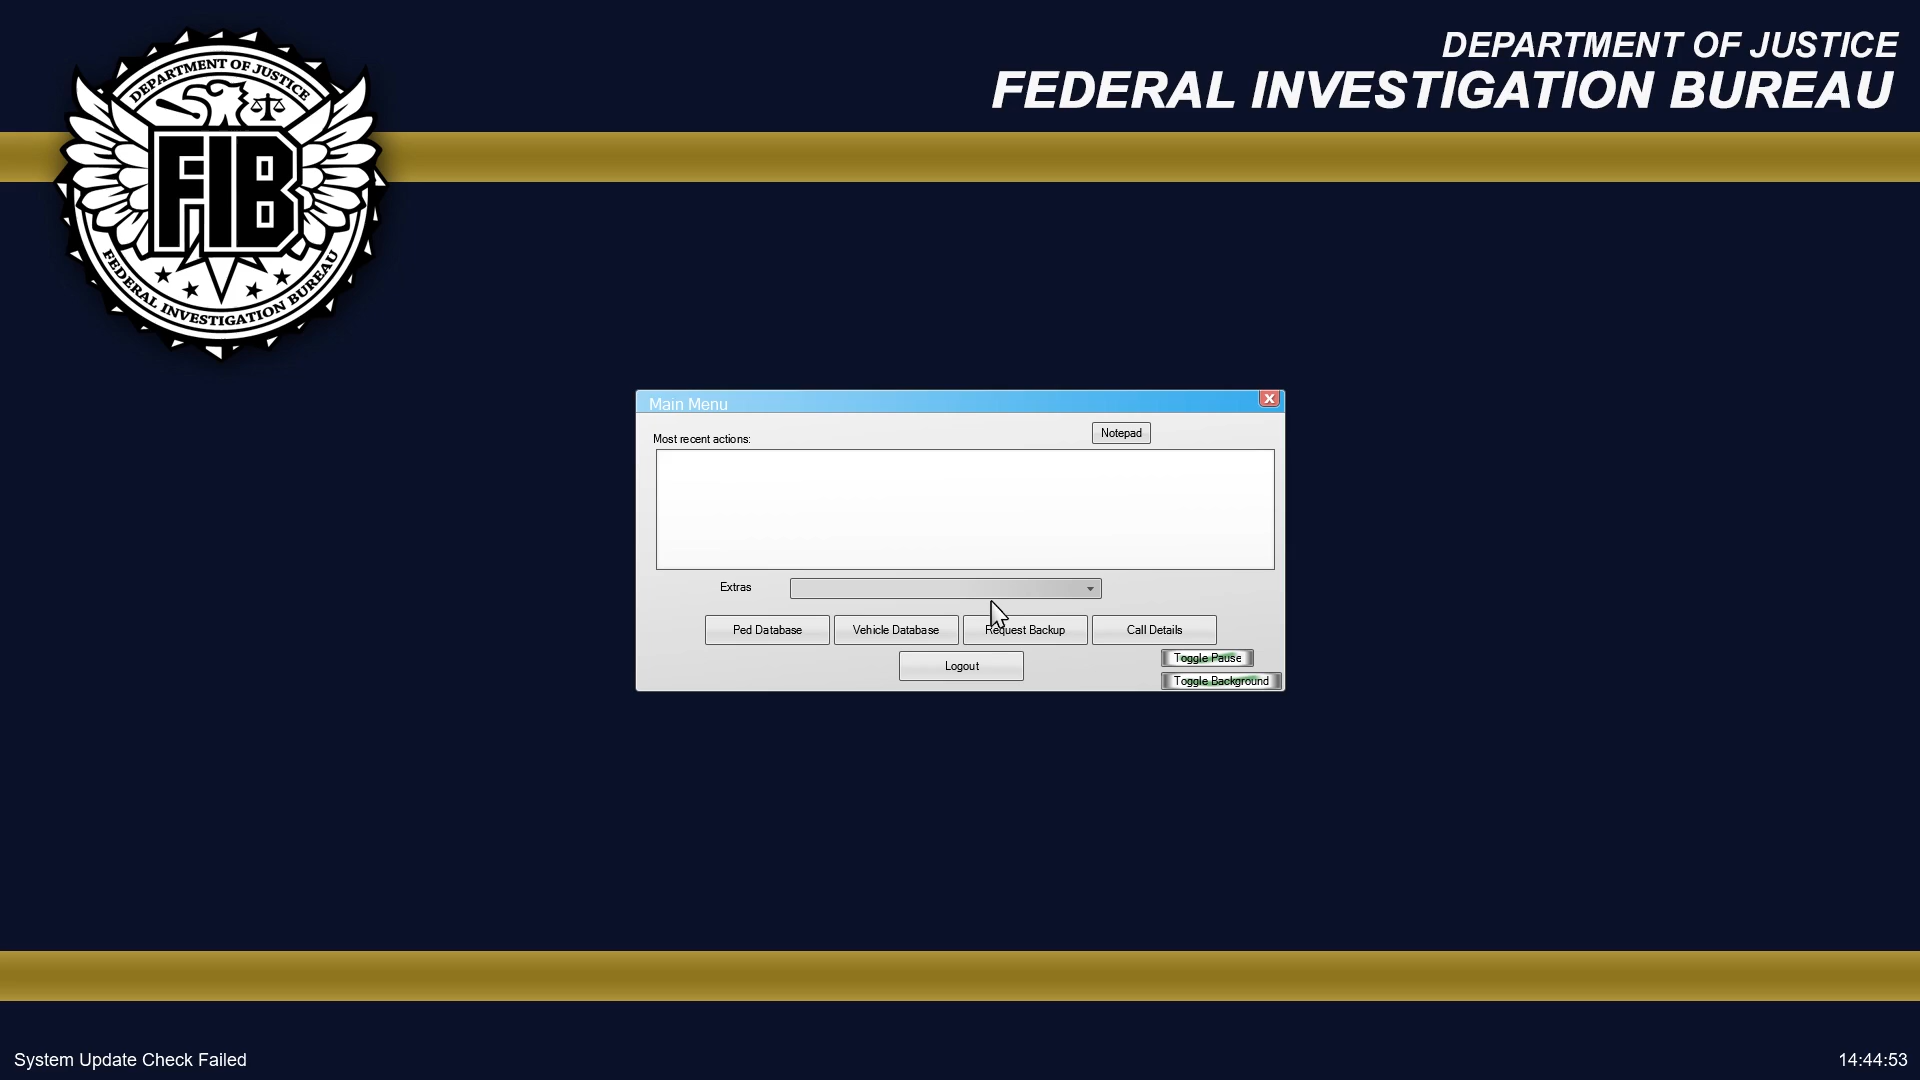 DEPARTMENT OF JUSTICE
FEDERAL INVESTIGATION BUREAU
DEPARTMENT OF JUSTICE
FIB
FEDERAL INVESTIGATION BUREAU
Main Menu
Most recent actions:
Notepad
Extras
Ped Database
Vehicle Database
Request Backup
Call Details
Logout
Toggle Pause
Toggle Background
System Update Check Failed
14:44:53